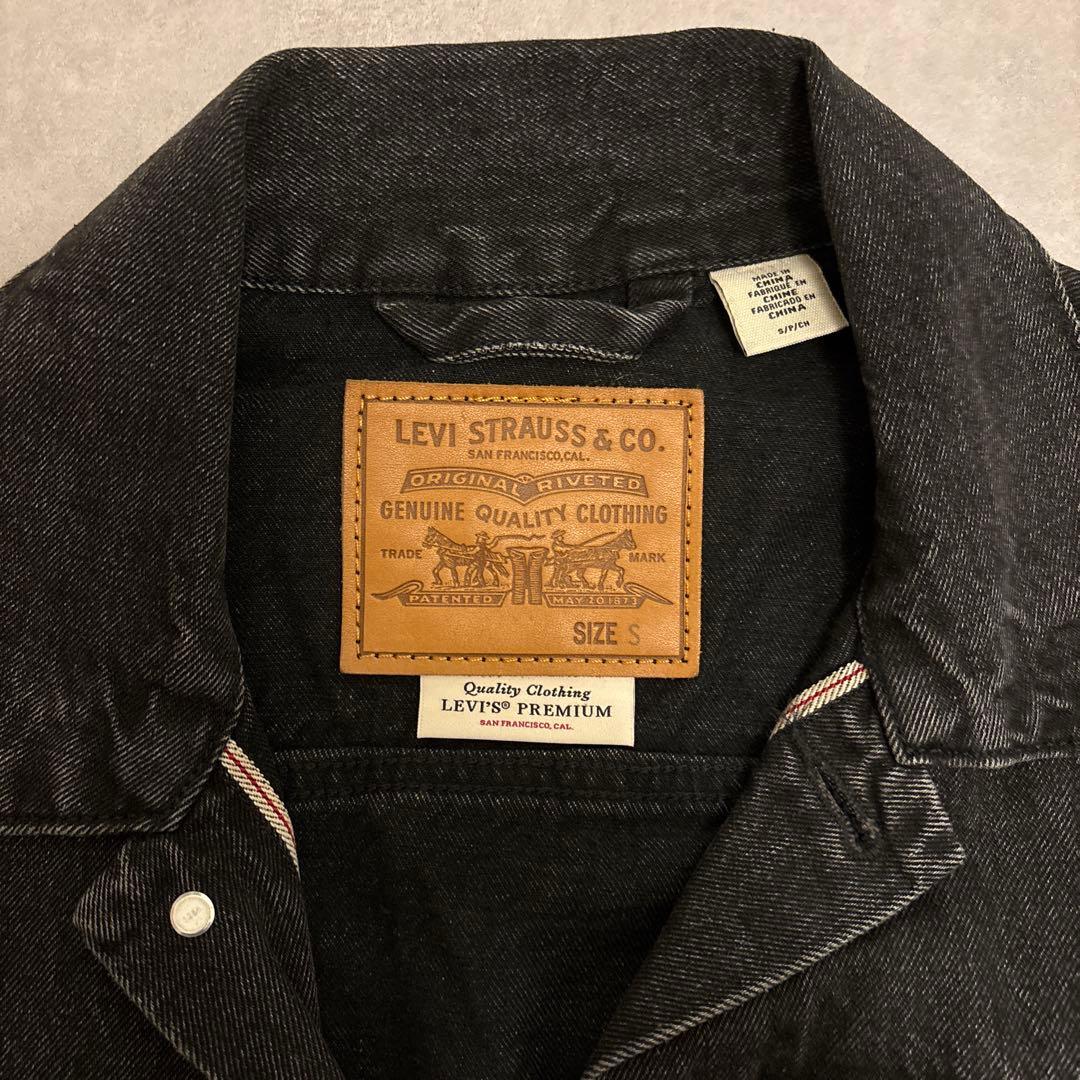 MADE IN
CHINA
FABRIQUÉ EN
CHINE
FABRICADO EN
CHINA
S/P/CH
LEVI STRAUSS & CO.
SAN FRANCISCO, CAL.
ORIGINAL RIVETED
GENUINE QUALITY CLOTHING
TRADE MARK
PATENTED MAY 20 1873
SIZE S
Quality Clothing
LEVI'S® PREMIUM
SAN FRANCISCO, CAL.